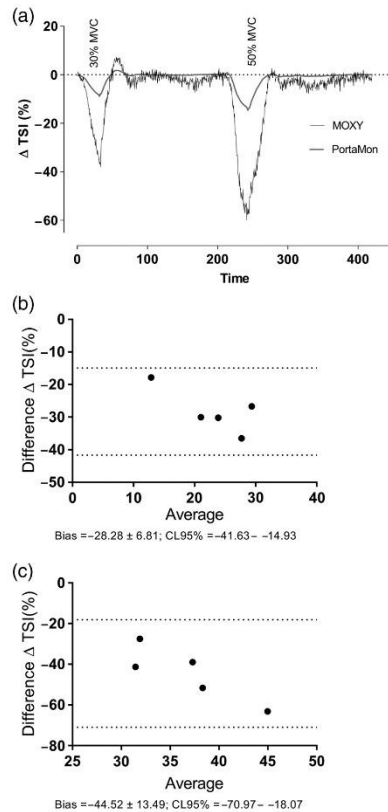 (a)
30% MVC
50% MVC
Δ TSI (%)
0
−20
−40
−60
MOXY
PortaMon
0 100 200 300 400
Time
(b)
Difference Δ TSI(%)
0
−10
−20
−30
−40
−50
0 10 20 30 40
Average
Bias =−28.28 ± 6.81; CL95% =−41.63− −14.93
(c)
Difference Δ TSI(%)
0
−20
−40
−60
−80
25 30 35 40 45 50
Average
Bias =−44.52 ± 13.49; CL95% =−70.97− −18.07